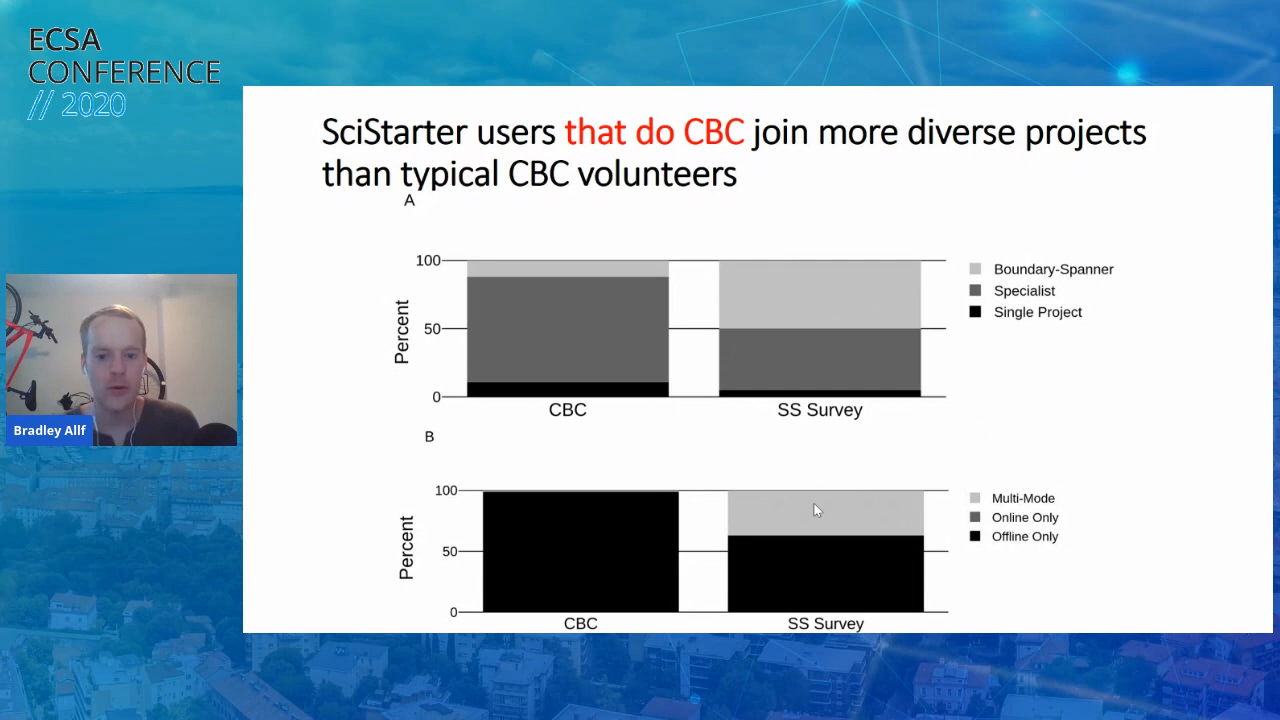 ECSA
CONFERENCE
// 2020
SciStarter users that do CBC join more diverse projects
than typical CBC volunteers
A
100
50
0
Percent
CBC
SS Survey
Boundary-Spanner
Specialist
Single Project
Bradley Allf
B
100
50
0
Percent
CBC
SS Survey
Multi-Mode
Online Only
Offline Only